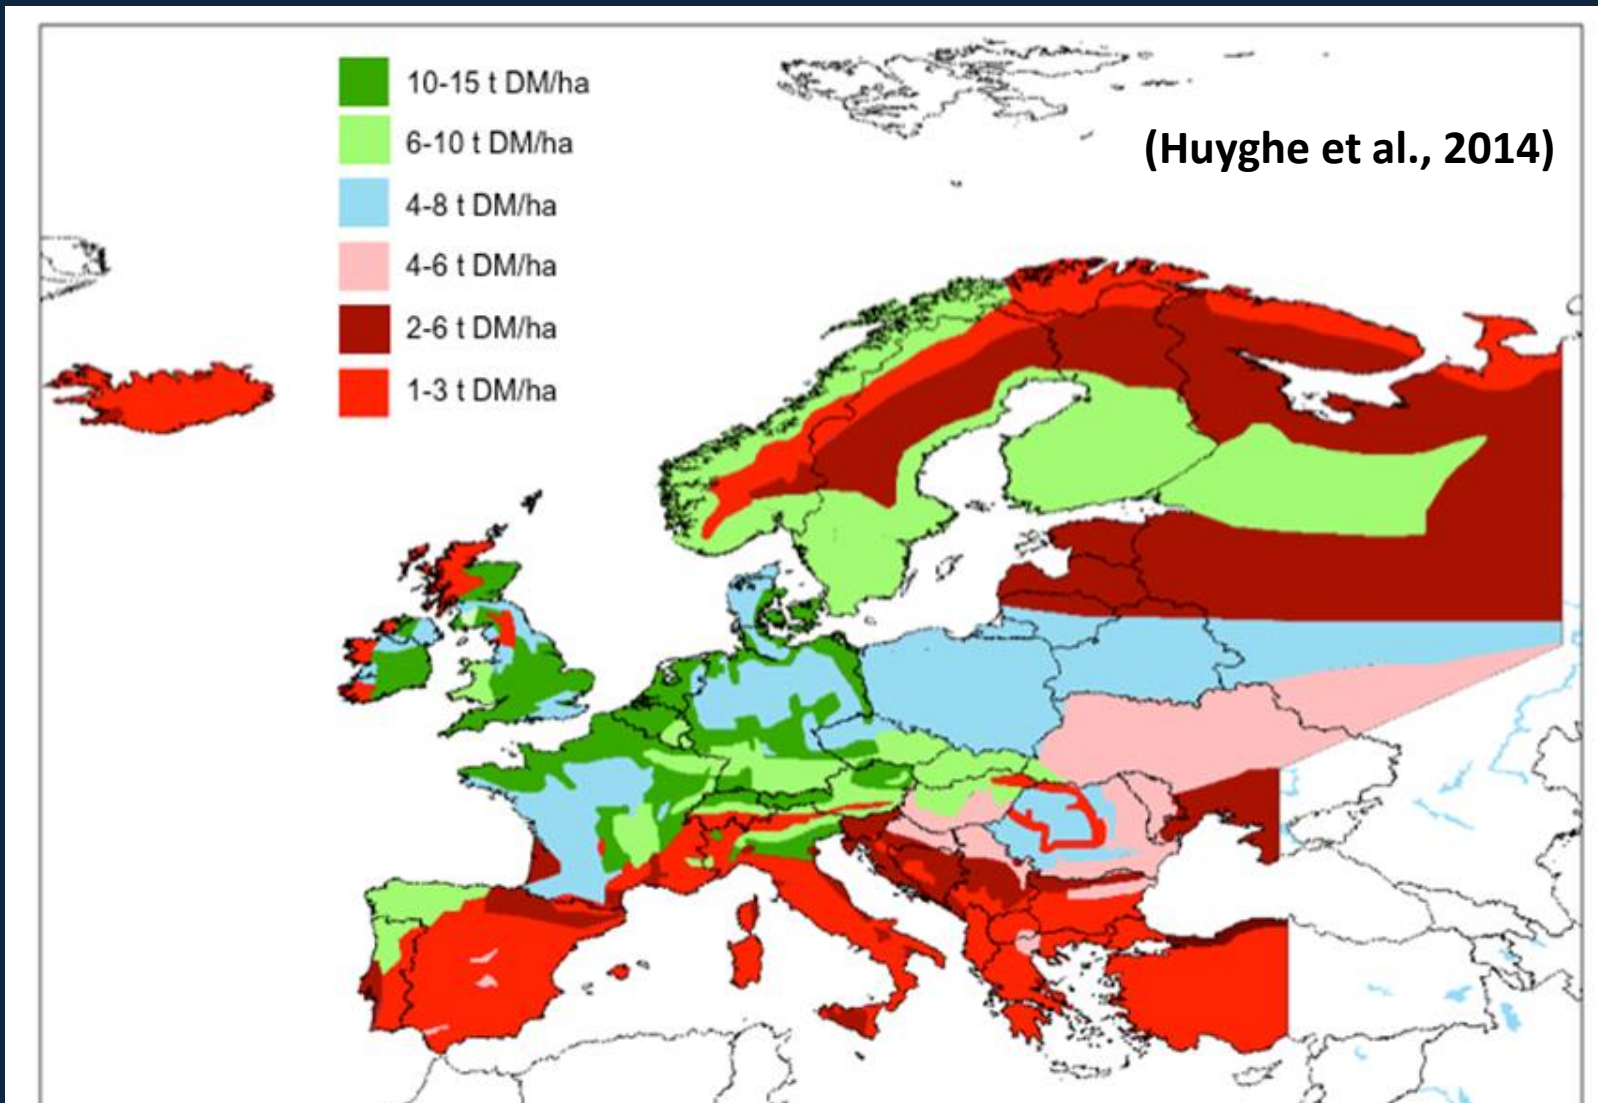 10-15 t DM/ha
6-10 t DM/ha
4-8 t DM/ha
4-6 t DM/ha
2-6 t DM/ha
1-3 t DM/ha
(Huyghe et al., 2014)